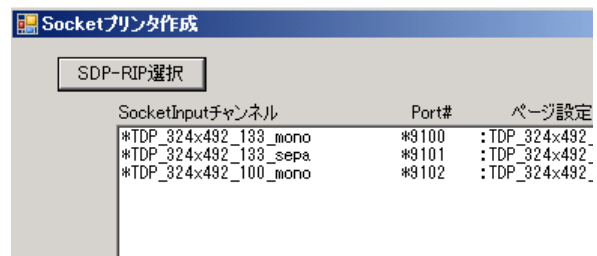 Socketプリンタ作成
SDP-RIP選択
SocketInputチャンネル Port# ページ設定
*TDP_324x492_133_mono *9100 :TDP_324x492_
*TDP_324x492_133_sepa *9101 :TDP_324x492_
*TDP_324x492_100_mono *9102 :TDP_324x492_